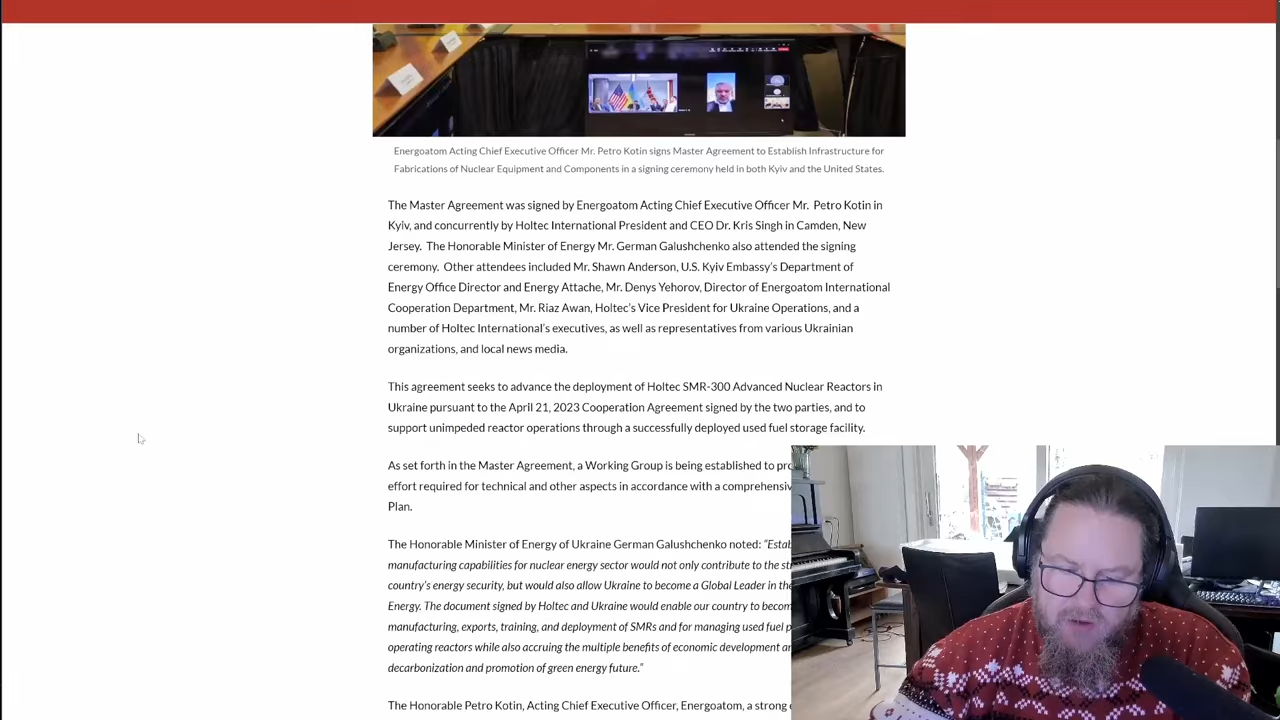 Energoatom Acting Chief Executive Officer Mr. Petro Kotin signs Master Agreement to Establish Infrastructure for
Fabrications of Nuclear Equipment and Components in a signing ceremony held in both Kyiv and the United States.
The Master Agreement was signed by Energoatom Acting Chief Executive Officer Mr.  Petro Kotin in
Kyiv, and concurrently by Holtec International President and CEO Dr. Kris Singh in Camden, New
Jersey.  The Honorable Minister of Energy Mr. German Galushchenko also attended the signing
ceremony.  Other attendees included Mr. Shawn Anderson, U.S. Kyiv Embassy's Department of
Energy Office Director and Energy Attache, Mr. Denys Yehorov, Director of Energoatom International
Cooperation Department, Mr. Riaz Awan, Holtec's Vice President for Ukraine Operations, and a
number of Holtec International's executives, as well as representatives from various Ukrainian
organizations, and local news media.
This agreement seeks to advance the deployment of Holtec SMR-300 Advanced Nuclear Reactors in
Ukraine pursuant to the April 21, 2023 Cooperation Agreement signed by the two parties, and to
support unimpeded reactor operations through a successfully deployed used fuel storage facility.
As set forth in the Master Agreement, a Working Group is being established to
effort required for technical and other aspects in accordance with a
Plan.
The Honorable Minister of Energy of Ukraine German Galushchenko noted:
manufacturing capabilities for nuclear energy sector would not only contribute to the
country's energy security, but would also allow Ukraine to become a Global Leader in the
Energy. The document signed by Holtec and Ukraine would enable our country to
manufacturing, exports, training, and deployment of SMRs and for managing used fuel
operating reactors while also accruing the multiple benefits of economic development
decarbonization and promotion of green energy future."
The Honorable Petro Kotin, Acting Chief Executive Officer, Energoatom, a strong